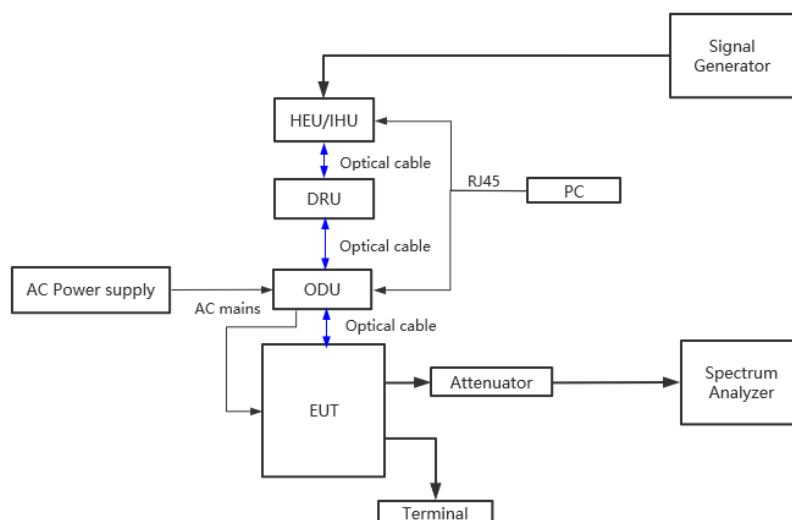 Signal
Generator
HEU/IHU
Optical cable
RJ45
PC
DRU
Optical cable
AC Power supply
AC mains
ODU
Optical cable
EUT
Attenuator
Spectrum
Analyzer
Terminal